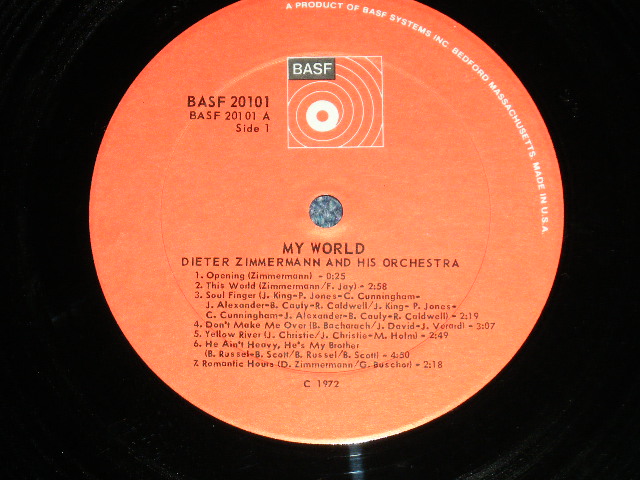 A PRODUCT OF BASF SYSTEMS INC. BEDFORD MASSACHUSETTS. MADE IN U.S.A.
BASF
BASF 20101
BASF 20101 A
Side 1
MY WORLD
DIETER ZIMMERMANN AND HIS ORCHESTRA
1. Opening (Zimmermann) - 0:25
2. This World (Zimmermann/F. Jay) - 2:58
3. Soul Finger (J. King-P. Jones-C. Cunningham-
J. Alexander-B. Cauly-R. Caldwell/J. King- P. Jones-
C. Cunningham-J. Alexander-B. Cauly-R. Caldwell) - 2:19
4. Don't Make Me Over (B. Bacharach/J. David-J. Verard) - 3:07
5. Yellow River (J. Christie/J. Christie-M. Holm) - 2:49
6. He Ain't Heavy, He's My Brother
(B. Russel-B. Scott/B. Russel/B. Scott) - 4:50
7. Romantic Hours (D. Zimmermann/G. Buschor) - 2:18
C 1972